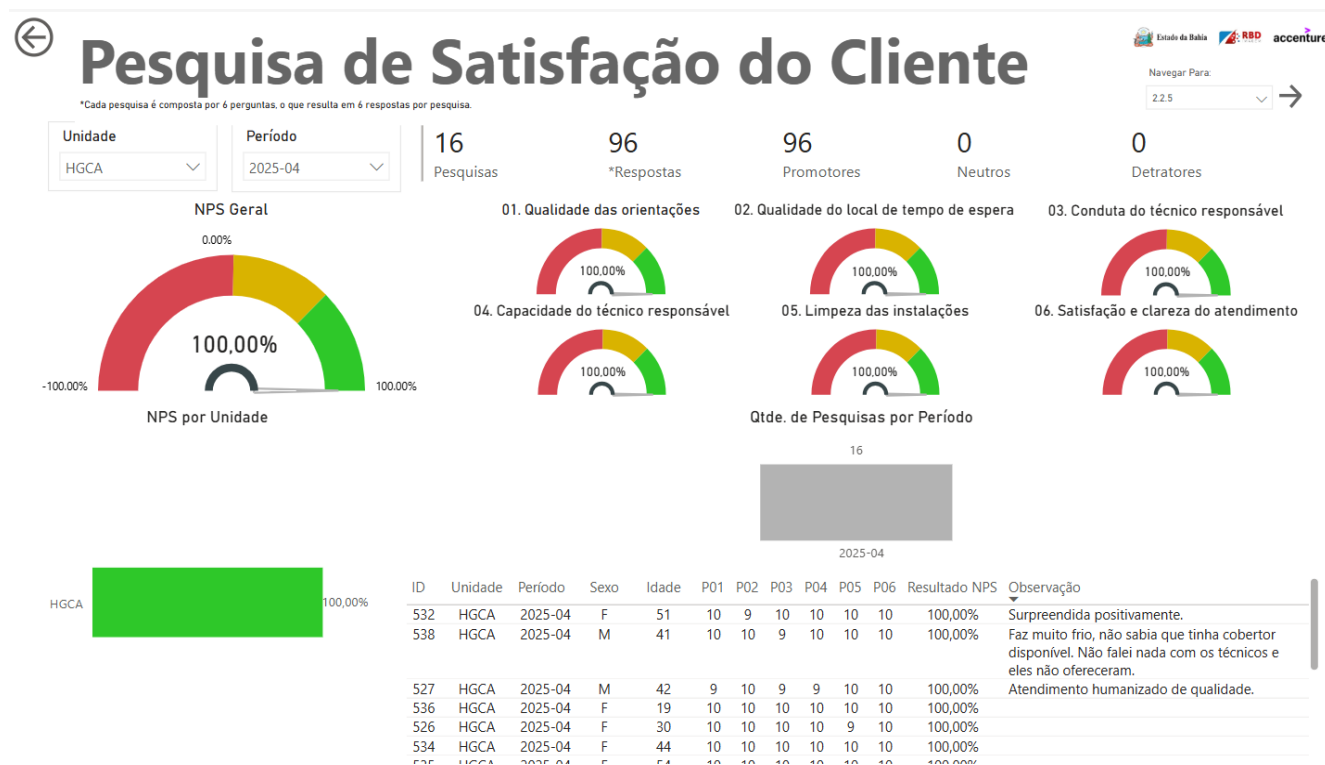 Pesquisa de Satisfação do Cliente
*Cada pesquisa é composta por 6 perguntas, o que resulta em 6 respostas por pesquisa.
Estado da Bahia RBD accenture
Navegar Para:
2.2.5
Unidade
HGCA
Período
2025-04
16
Pesquisas
96
*Respostas
96
Promotores
0
Neutros
0
Detratores
NPS Geral
0.00%
100,00%
-100.00%
100.00%
01. Qualidade das orientações
100,00%
02. Qualidade do local de tempo de espera
100,00%
03. Conduta do técnico responsável
100,00%
04. Capacidade do técnico responsável
100,00%
05. Limpeza das instalações
100,00%
06. Satisfação e clareza do atendimento
100,00%
NPS por Unidade
HGCA
100,00%
Qtde. de Pesquisas por Período
16
2025-04
ID Unidade Período Sexo Idade P01 P02 P03 P04 P05 P06 Resultado NPS Observação
532 HGCA 2025-04 F 51 10 9 10 10 10 10 100,00% Surpreendida positivamente.
538 HGCA 2025-04 M 41 10 10 9 10 10 10 100,00% Faz muito frio, não sabia que tinha cobertor
disponível. Não falei nada com os técnicos e
eles não ofereceram.
527 HGCA 2025-04 M 42 9 10 9 9 10 10 100,00% Atendimento humanizado de qualidade.
536 HGCA 2025-04 F 19 10 10 10 10 10 10 100,00%
526 HGCA 2025-04 F 30 10 10 10 10 9 10 100,00%
534 HGCA 2025-04 F 44 10 10 10 10 10 10 100,00%